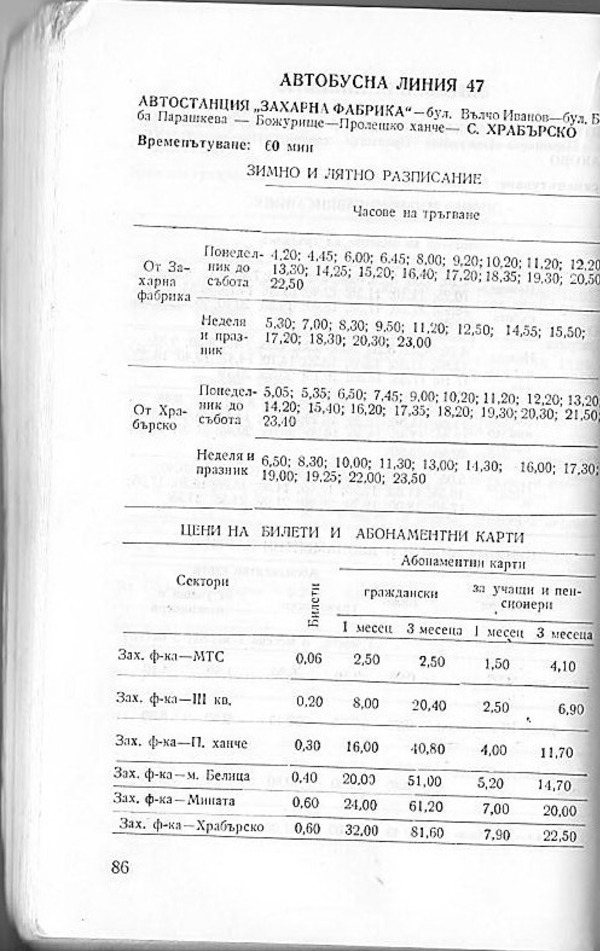 АВТОБУСНА ЛИНИЯ 47
АВТОСТАНЦИЯ „ЗАХАРНА ФАБРИКА“—бул. Вълчо Иванов—бул. Б
ба Парашкева — Божурище—Пролешко ханче— С. ХРАБЪРСКО
Времепътуване: 60 мин
ЗИМНО И ЛЯТНО РАЗПИСАНИЕ
Часове на тръгване
От Захарна фабрика
Понеделник до събота
4,20; 4,45; 6,00; 6,45; 8,00; 9,20; 10,20; 11,20; 12,20
13,30; 14,25; 15,20; 16,40; 17,20; 18,35; 19,30; 20,50
22,50
Неделя и празник
5,30; 7,00; 8,30; 9,50; 11,20; 12,50; 14,55; 15,50;
17,20; 18,30; 20,30; 23,00
От Храбърско
Понеделник до събота
5,05; 5,35; 6,50; 7,45; 9,00; 10,20; 11,20; 12,20; 13,20
14,20; 15,40; 16,20; 17,35; 18,20; 19,30; 20,30; 21,50
23,40
Неделя и празник
6,50; 8,30; 10,00; 11,30; 13,00; 14,30; 16,00; 17,30;
19,00; 19,25; 22,00; 23,50
ЦЕНИ НА БИЛЕТИ И АБОНАМЕНТНИ КАРТИ
Сектори
Билети
Абонаментни карти
граждански
за учащи и пенсионери
1 месец 3 месеца 1 месец 3 месеца
Зах. ф-ка—МТС 0,06 2,50 2,50 1,50 4,10
Зах. ф-ка—III кв. 0,20 8,00 20,40 2,50 6,90
Зах. ф-ка—П. ханче 0,30 16,00 40,80 4,00 11,70
Зах. ф-ка—м. Белица 0,40 20,00 51,00 5,20 14,70
Зах. ф-ка—Мината 0,60 24,00 61,20 7,00 20,00
Зах. ф-ка—Храбърско 0,60 32,00 81,60 7,90 22,50
86